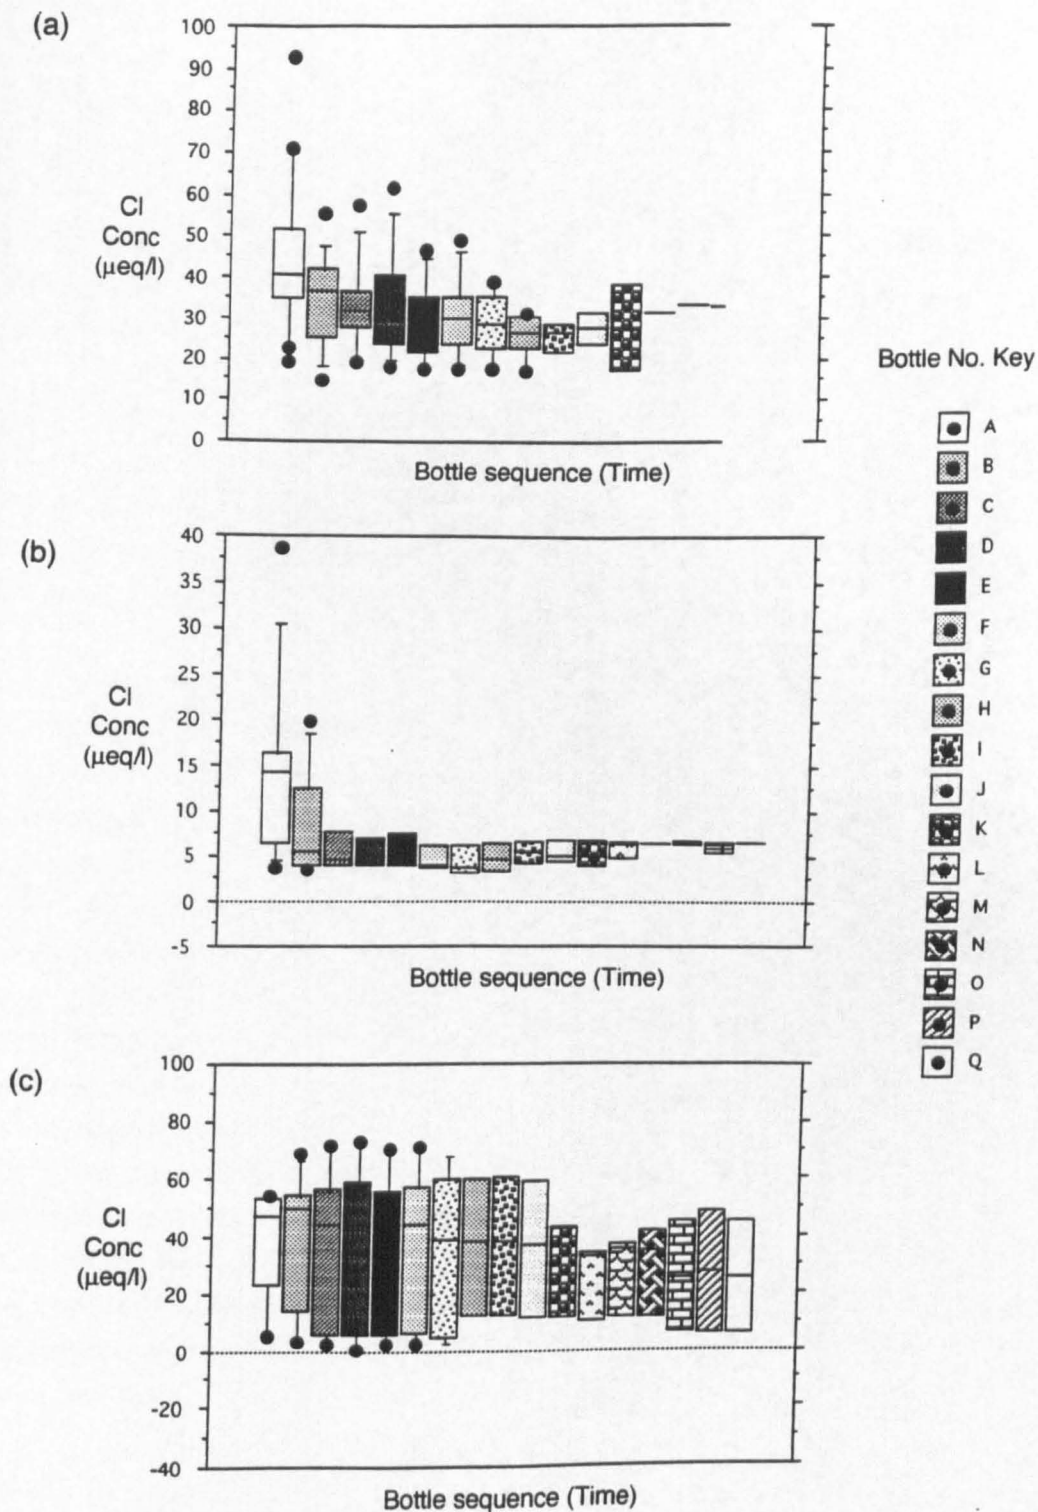 (a)
100
90
80
70
60
50
40
30
20
10
0
Cl
Conc
(µeq/l)
Bottle sequence (Time)
(b)
40
35
30
25
20
15
10
5
0
-5
Cl
Conc
(µeq/l)
Bottle sequence (Time)
(c)
100
80
60
40
20
0
-20
-40
Cl
Conc
(µeq/l)
Bottle sequence (Time)
Bottle No. Key
A
B
C
D
E
F
G
H
I
J
K
L
M
N
O
P
Q